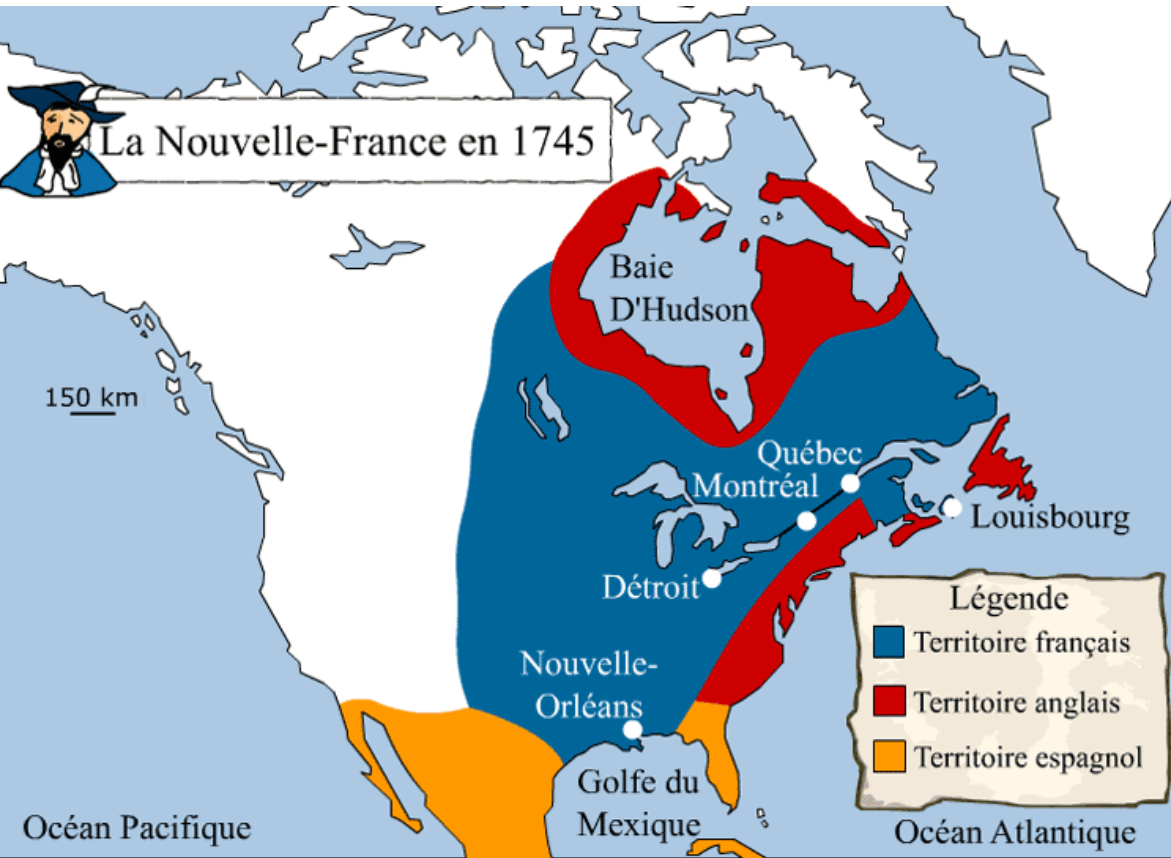 La Nouvelle-France en 1745
Baie
D'Hudson
150 km
Québec
Montréal
Louisbourg
Détroit
Nouvelle-
Orléans
Golfe du
Mexique
Océan Pacifique
Océan Atlantique
Légende
Territoire français
Territoire anglais
Territoire espagnol